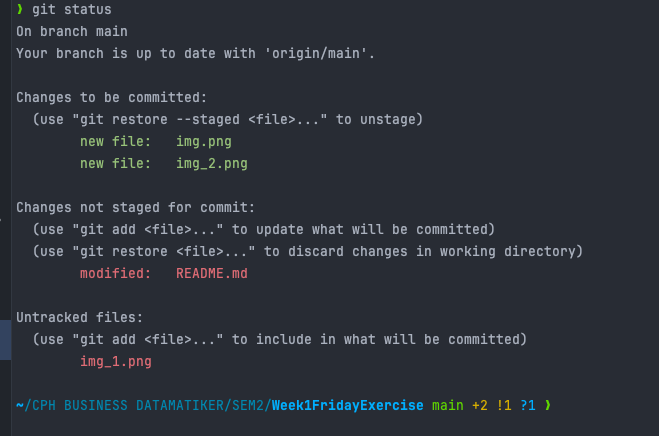 ❯ git status
On branch main
Your branch is up to date with 'origin/main'.
Changes to be committed:
(use "git restore --staged <file>..." to unstage)
new file:   img.png
new file:   img_2.png
Changes not staged for commit:
(use "git add <file>..." to update what will be committed)
(use "git restore <file>..." to discard changes in working directory)
modified:   README.md
Untracked files:
(use "git add <file>..." to include in what will be committed)
img_1.png
~/CPH BUSINESS DATAMATIKER/SEM2/Week1FridayExercise main +2 !1 ?1 ❯